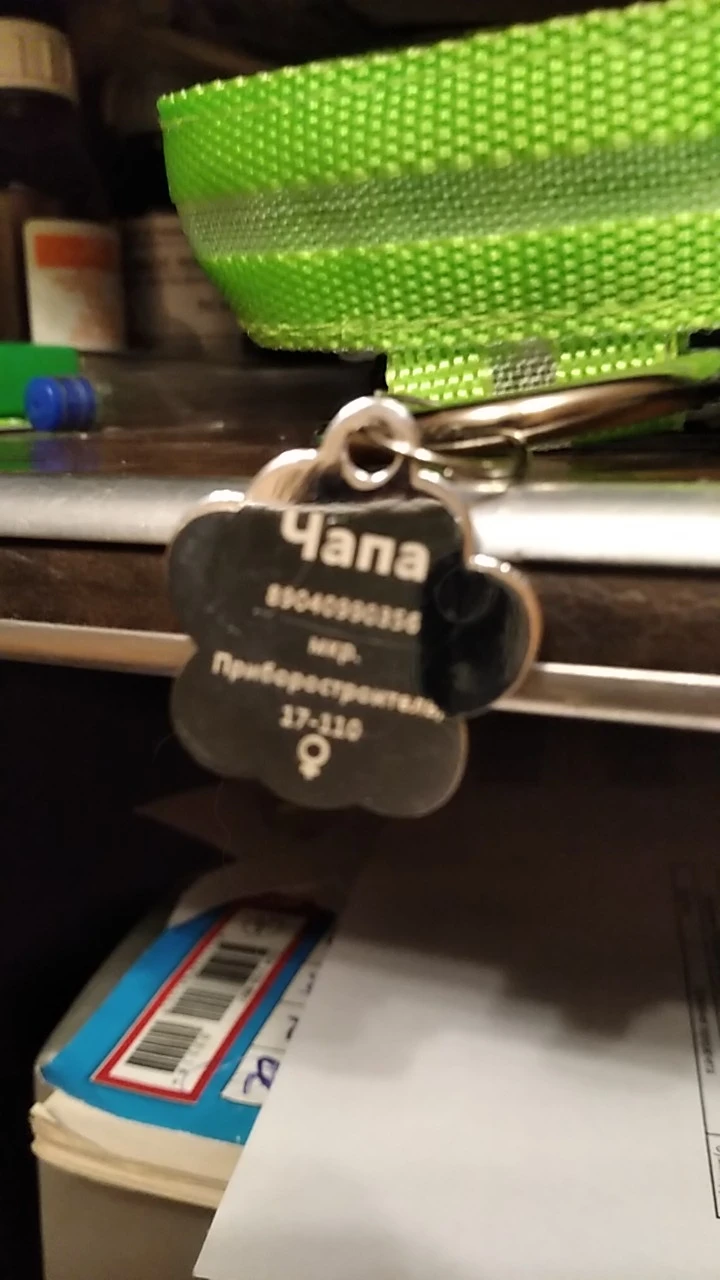 Чапа
89040990356
мкр.
Приборостроитель,
17-110
♀